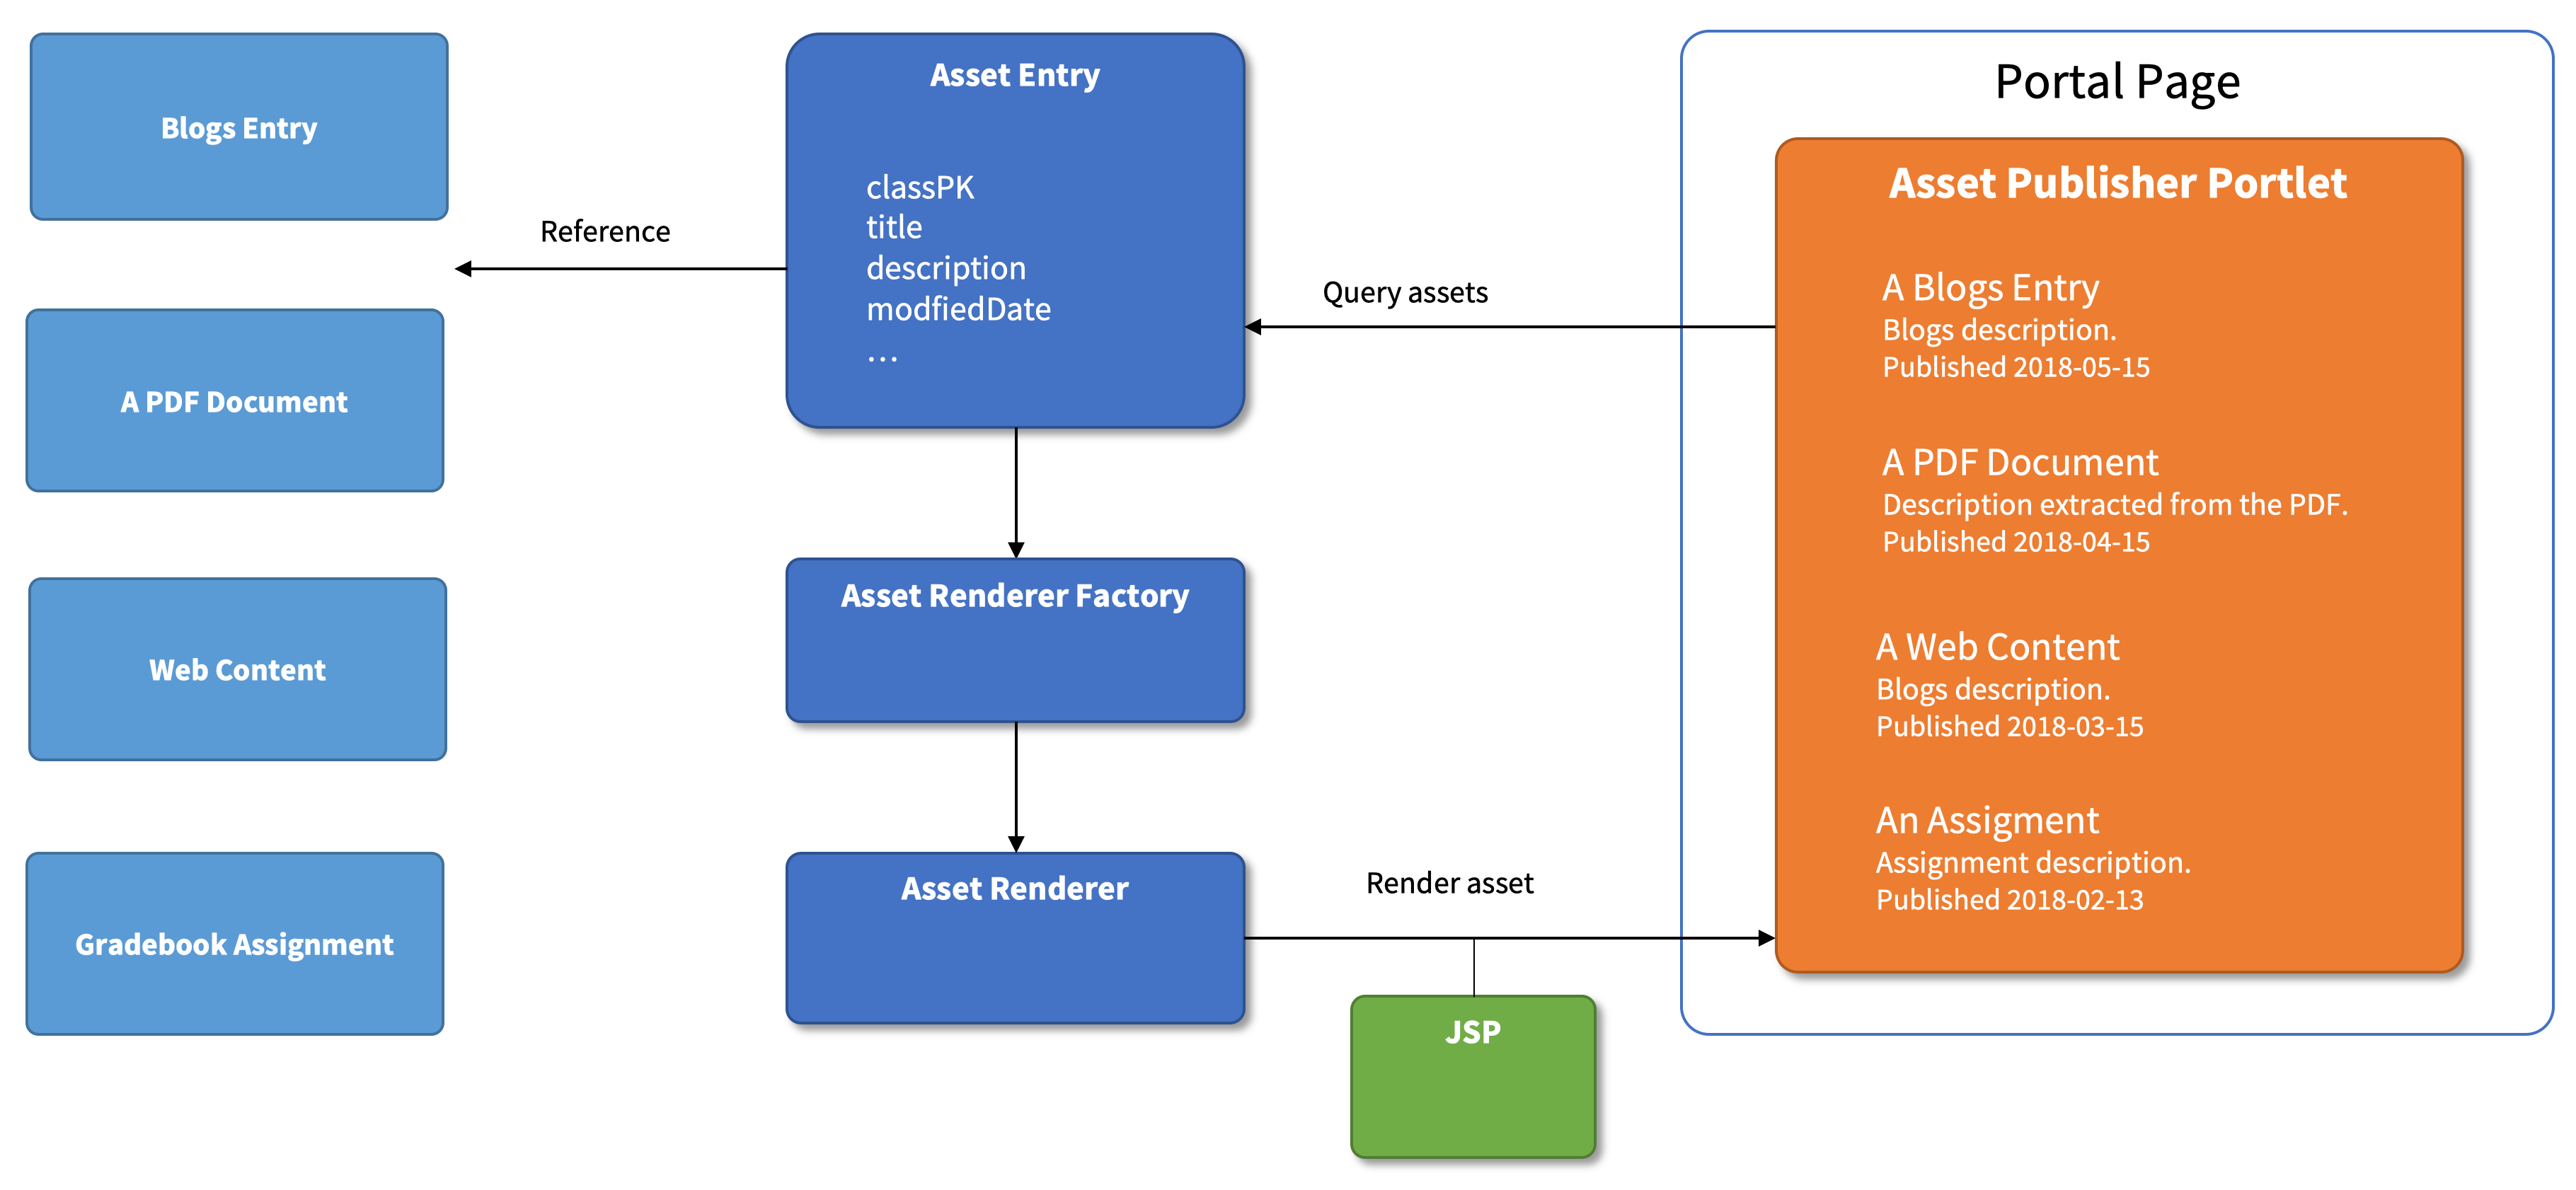 Blogs Entry
A PDF Document
Web Content
Gradebook Assignment
Reference
Asset Entry
classPK
title
description
modfiedDate
...
Asset Renderer Factory
Asset Renderer
Query assets
Render asset
JSP
Portal Page
Asset Publisher Portlet
A Blogs Entry
Blogs description.
Published 2018-05-15
A PDF Document
Description extracted from the PDF.
Published 2018-04-15
A Web Content
Blogs description.
Published 2018-03-15
An Assigment
Assignment description.
Published 2018-02-13